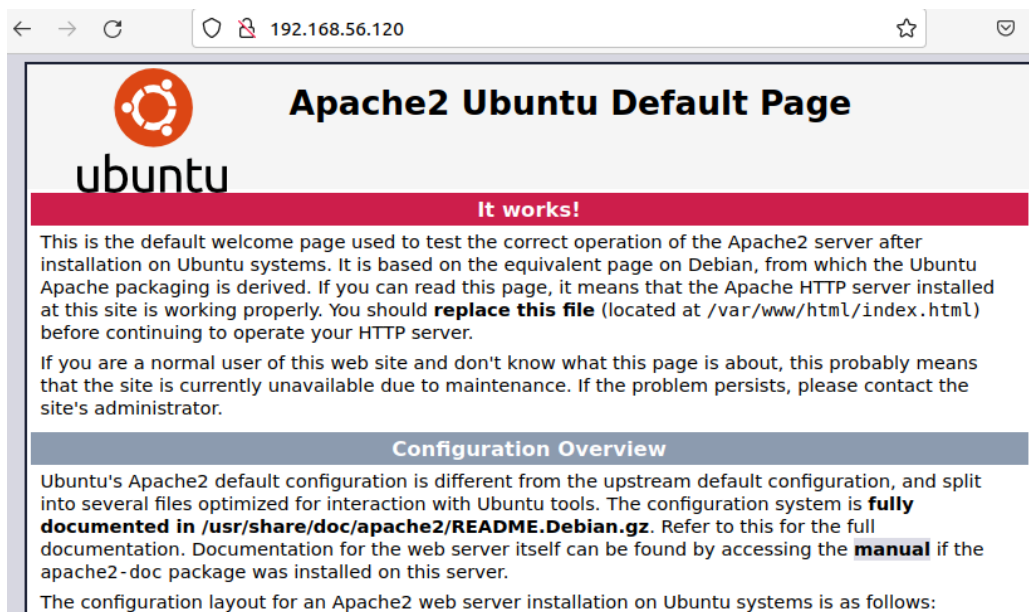 192.168.56.120
Apache2 Ubuntu Default Page
ubuntu
It works!
This is the default welcome page used to test the correct operation of the Apache2 server after
installation on Ubuntu systems. It is based on the equivalent page on Debian, from which the Ubuntu
Apache packaging is derived. If you can read this page, it means that the Apache HTTP server installed
at this site is working properly. You should replace this file (located at /var/www/html/index.html)
before continuing to operate your HTTP server.
If you are a normal user of this web site and don't know what this page is about, this probably means
that the site is currently unavailable due to maintenance. If the problem persists, please contact the
site's administrator.
Configuration Overview
Ubuntu's Apache2 default configuration is different from the upstream default configuration, and split
into several files optimized for interaction with Ubuntu tools. The configuration system is fully
documented in /usr/share/doc/apache2/README.Debian.gz. Refer to this for the full
documentation. Documentation for the web server itself can be found by accessing the manual if the
apache2-doc package was installed on this server.
The configuration layout for an Apache2 web server installation on Ubuntu systems is as follows: